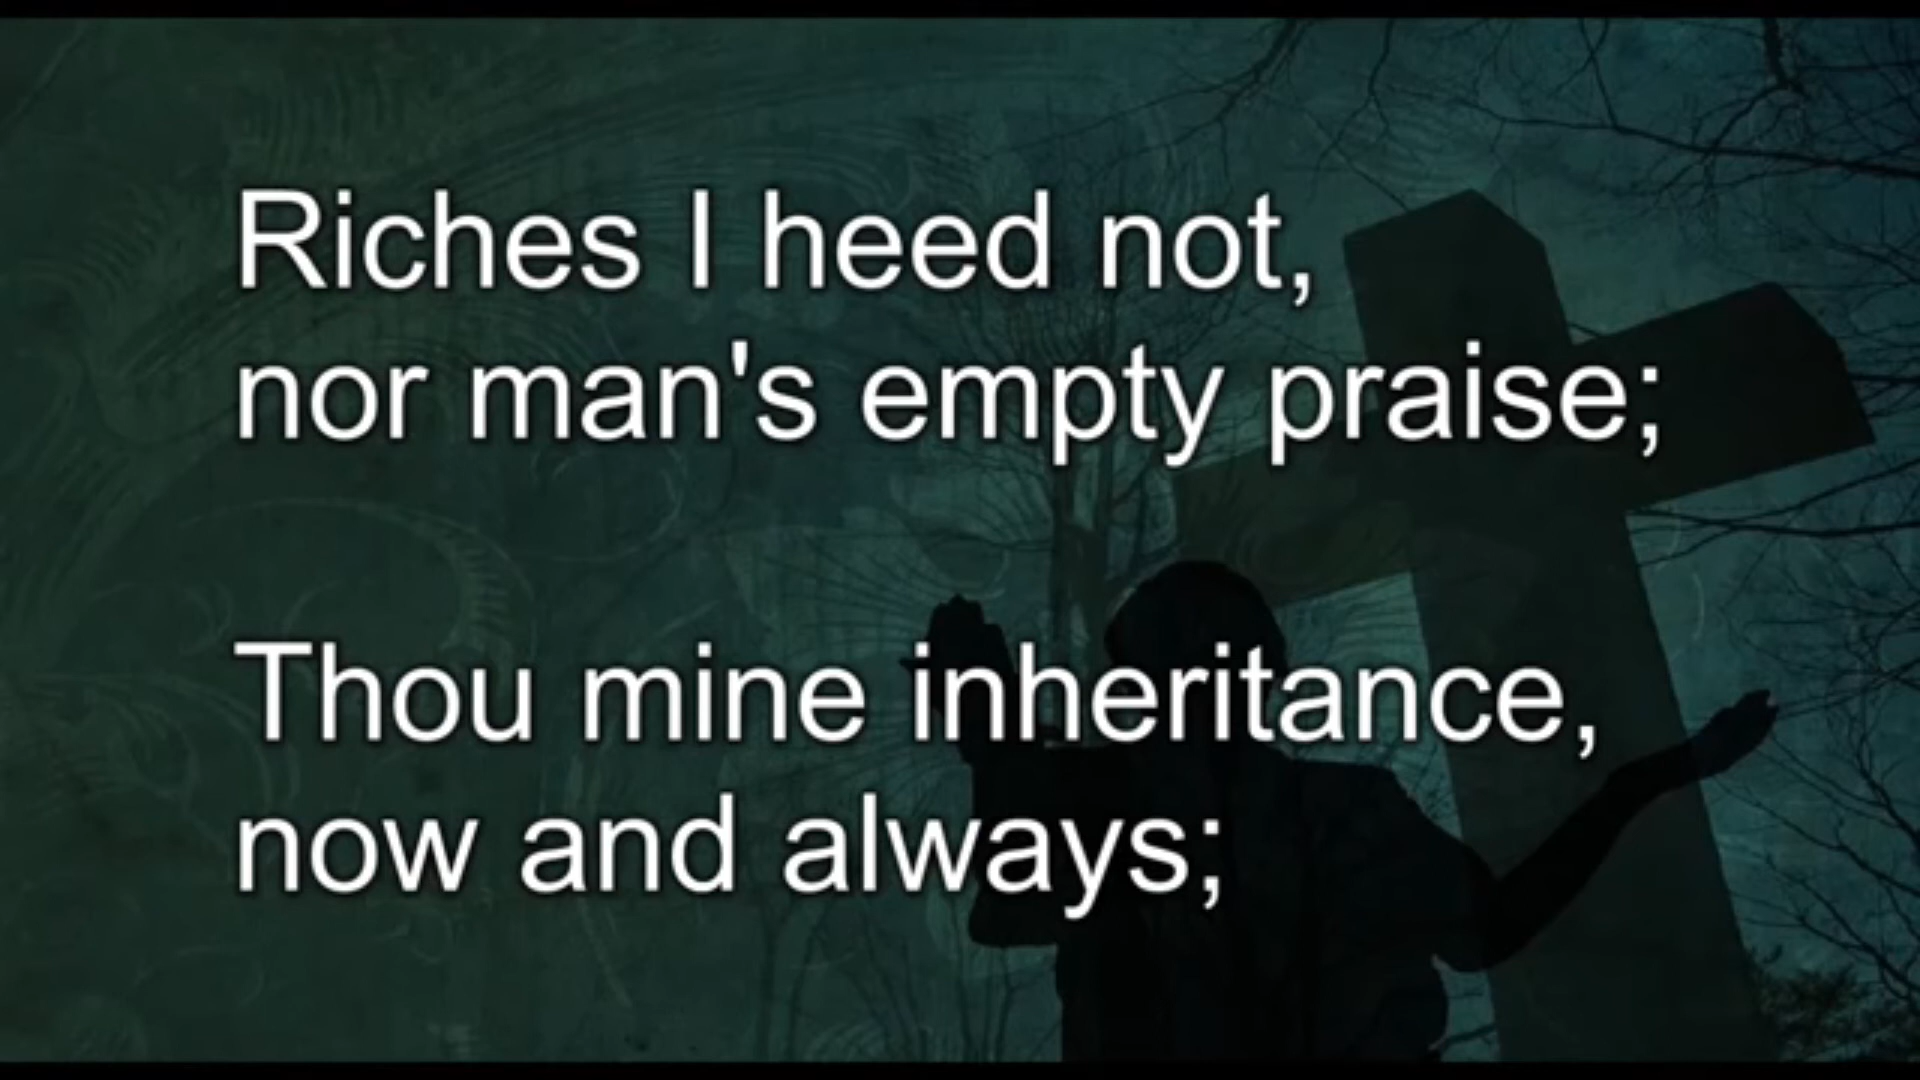 Riches I heed not,
nor man's empty praise;
Thou mine inheritance,
now and always;